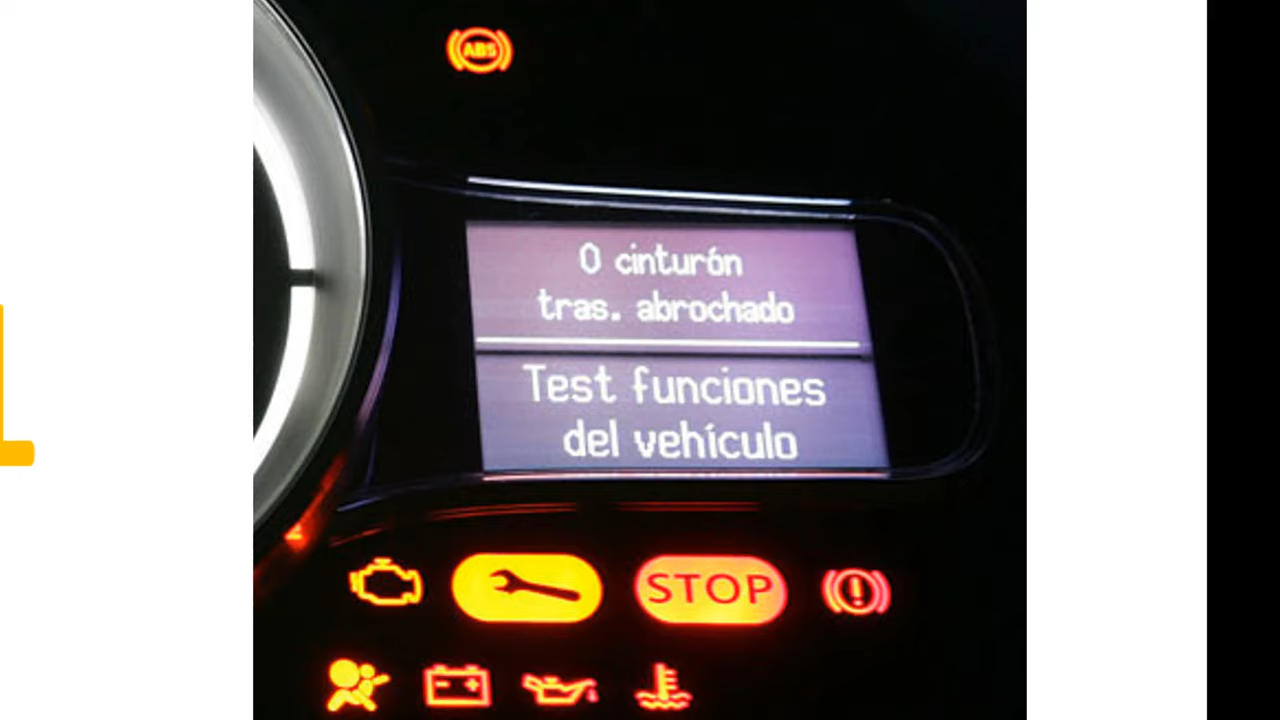 ABS
0 cinturón
tras. abrochado
Test funciones
del vehículo
STOP